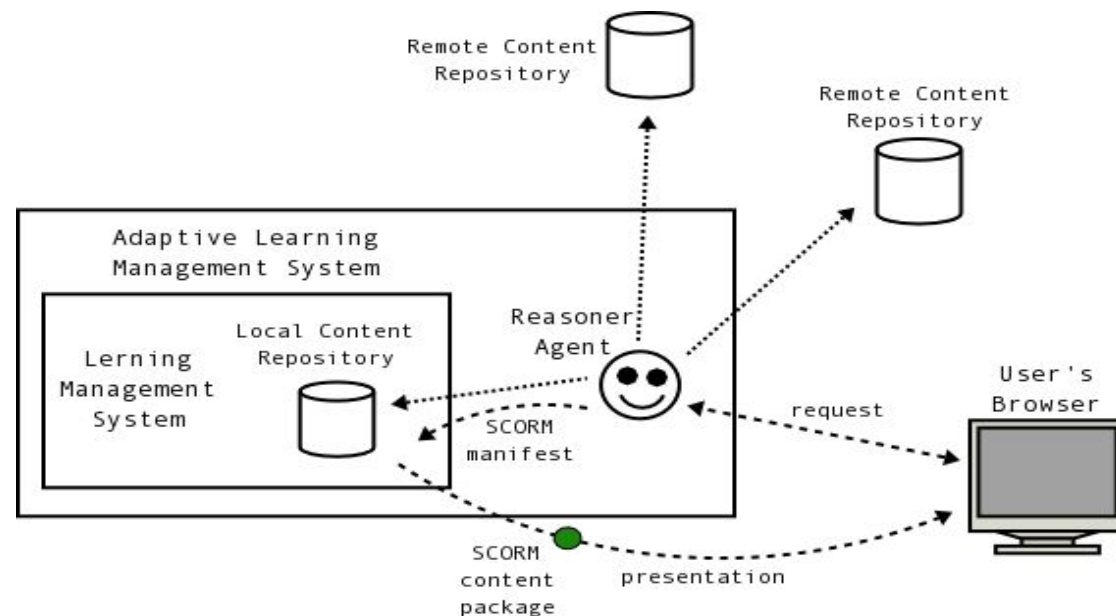 Remote Content
Repository
Remote Content
Repository
Adaptive Learning
Management System
Local Content
Repository
Reasoner
Agent
Lerning
Management
System
User's
Browser
request
SCORM
manifest
SCORM
content
package
presentation